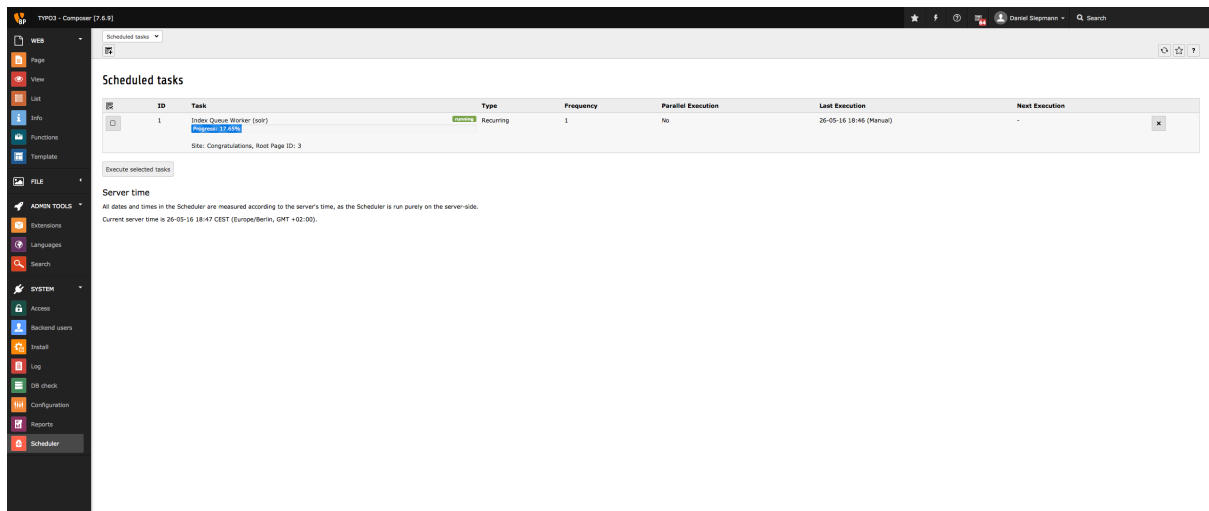 TYPO3 - Composer [7.6.9]
64
Daniel Siepmann
Search
WEB
Page
View
List
Info
Functions
Template
FILE
ADMIN TOOLS
Extensions
Languages
Search
SYSTEM
Access
Backend users
Install
Log
DB check
Configuration
Reports
Scheduler
Scheduled tasks
?
Scheduled tasks
ID Task Type Frequency Parallel Execution Last Execution Next Execution
1 Index Queue Worker (solr) running Recurring 1 No 26-05-16 18:46 (Manual) -
Progress: 17.65%
Site: Congratulations, Root Page ID: 3
Execute selected tasks
Server time
All dates and times in the Scheduler are measured according to the server's time, as the Scheduler is run purely on the server-side.
Current server time is 26-05-16 18:47 CEST (Europe/Berlin, GMT +02:00).